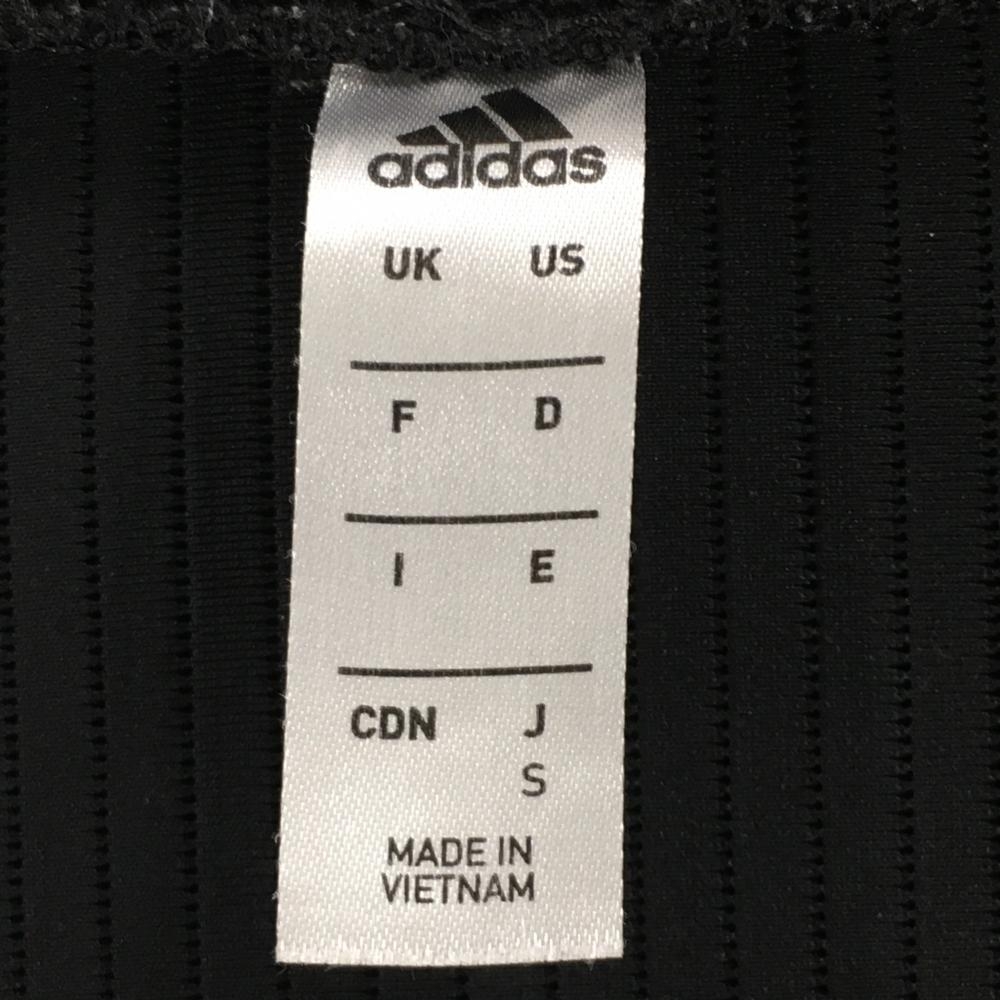 adidas
UK US
F D
I E
CDN J
S
MADE IN
VIETNAM